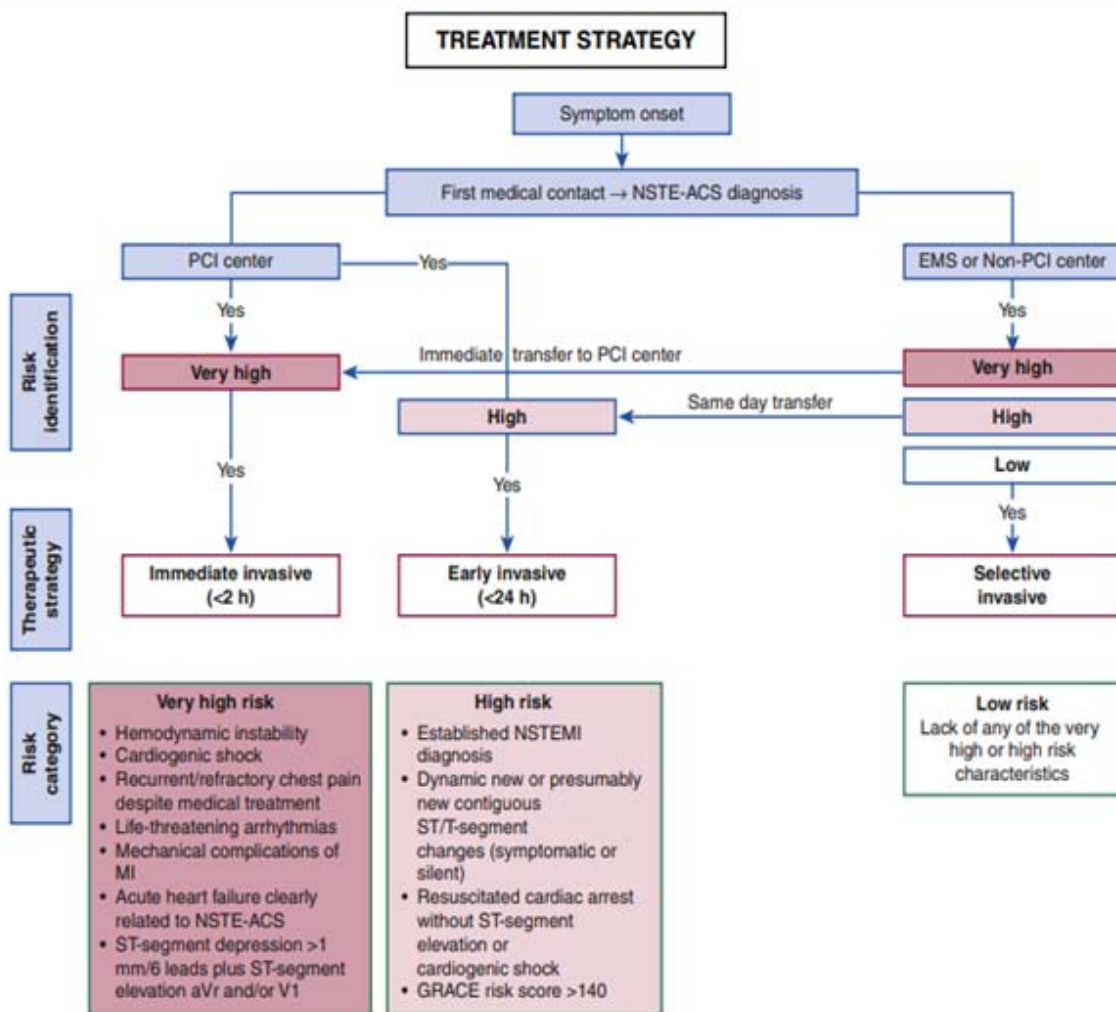 TREATMENT STRATEGY
Symptom onset
First medical contact → NSTE-ACS diagnosis
PCI center
Yes
EMS or Non-PCI center
Yes
Yes
Risk
identification
Very high
Immediate transfer to PCI center
Very high
High
Same day transfer
High
Low
Yes
Yes
Yes
Therapeutic
strategy
Immediate invasive
(<2 h)
Early invasive
(<24 h)
Selective
invasive
Risk
category
Very high risk
• Hemodynamic instability
• Cardiogenic shock
• Recurrent/refractory chest pain
despite medical treatment
• Life-threatening arrhythmias
• Mechanical complications of
MI
• Acute heart failure clearly
related to NSTE-ACS
• ST-segment depression >1
mm/6 leads plus ST-segment
elevation aVr and/or V1
High risk
• Established NSTEMI
diagnosis
• Dynamic new or presumably
new contiguous
ST/T-segment
changes (symptomatic or
silent)
• Resuscitated cardiac arrest
without ST-segment
elevation or
cardiogenic shock
• GRACE risk score >140
Low risk
Lack of any of the very
high or high risk
characteristics